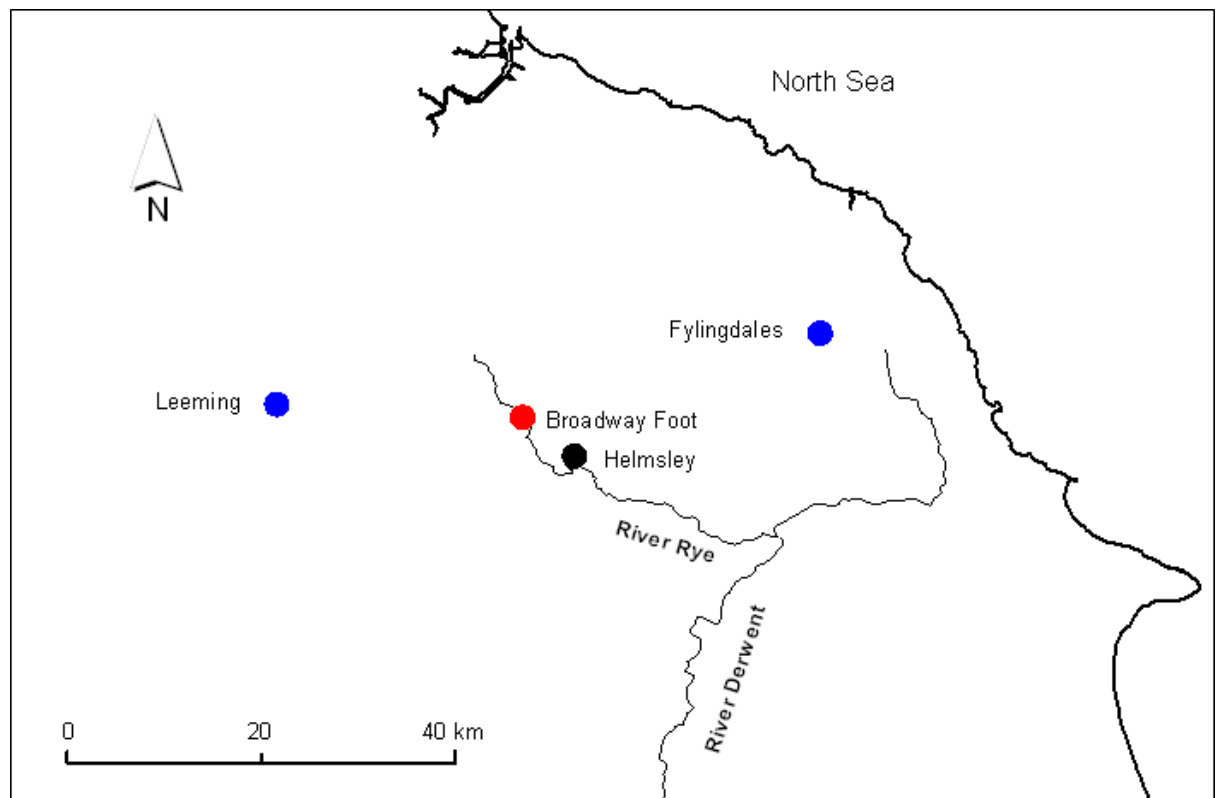 North Sea
N
Fylingdales
Leeming
Broadway Foot
Helmsley
River Rye
River Derwent
0 20 40 km